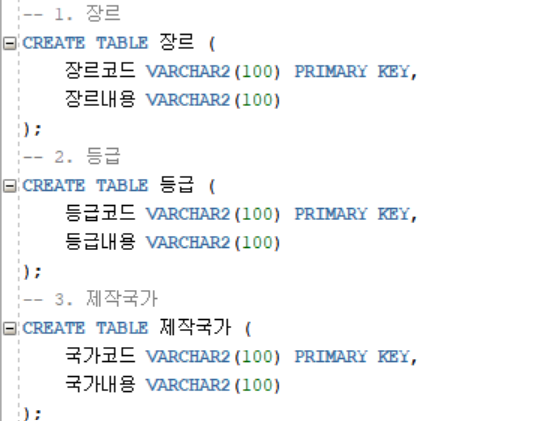 -- 1. 장르
CREATE TABLE 장르 (
장르코드 VARCHAR2(100) PRIMARY KEY,
장르내용 VARCHAR2(100)
);
-- 2. 등급
CREATE TABLE 등급 (
등급코드 VARCHAR2(100) PRIMARY KEY,
등급내용 VARCHAR2(100)
);
-- 3. 제작국가
CREATE TABLE 제작국가 (
국가코드 VARCHAR2(100) PRIMARY KEY,
국가내용 VARCHAR2(100)
);